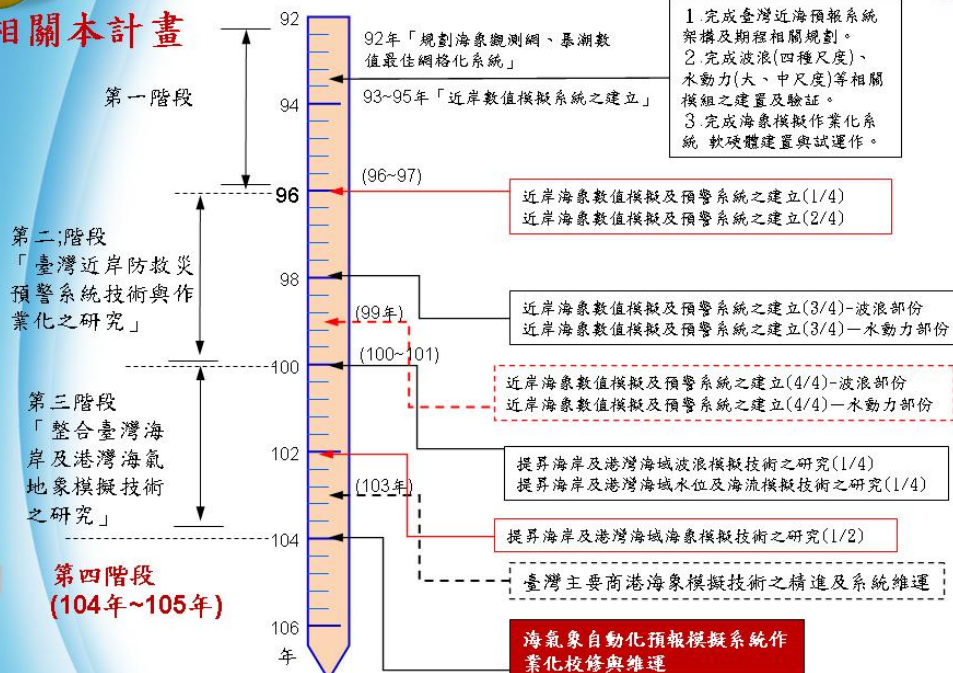 相關本計畫
92
94
96
98
100
102
104
106
年
第一階段
第二;階段
「臺灣近岸防救災
預警系統技術與作
業化之研究」
第三階段
「整合臺灣海
岸及港灣海氣
地象模擬技術
之研究」
第四階段
(104年~105年)
92年「規劃海象觀測網、暴潮數
值最佳網格化系統」
93~95年「近岸數值模擬系統之建立」
(96~97)
(99年)
(100~101)
(103年)
1.完成臺灣近海預報系統
架構及期程相關規劃。
2.完成波浪(四種尺度)、
水動力(大、中尺度)等相關
模組之建置及驗証。
3.完成海象模擬作業化系
統 軟硬體建置與試運作。
近岸海象數值模擬及預警系統之建立(1/4)
近岸海象數值模擬及預警系統之建立(2/4)
近岸海象數值模擬及預警系統之建立(3/4)-波浪部份
近岸海象數值模擬及預警系統之建立(3/4)－水動力部份
近岸海象數值模擬及預警系統之建立(4/4)-波浪部份
近岸海象數值模擬及預警系統之建立(4/4)－水動力部份
提昇海岸及港灣海域波浪模擬技術之研究(1/4)
提昇海岸及港灣海域水位及海流模擬技術之研究(1/4)
提昇海岸及港灣海域海象模擬技術之研究(1/2)
臺灣主要商港海象模擬技術之精進及系統維運
海氣象自動化預報模擬系統作
業化校修與維運